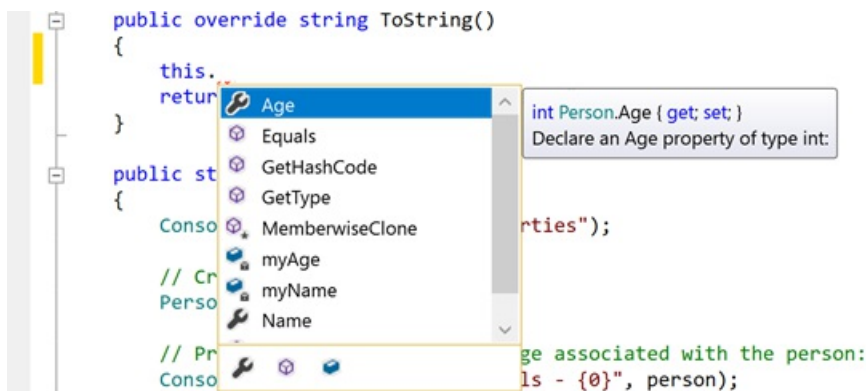 public override string ToString()
{
this.
retur
}
Age
Equals
GetHashCode
GetType
MemberwiseClone
myAge
myName
Name
int Person.Age { get; set; }
Declare an Age property of type int:
public st
{
Conso rties");
// Cr
Perso
// Pr ge associated with the person:
Conso ls - {0}", person);